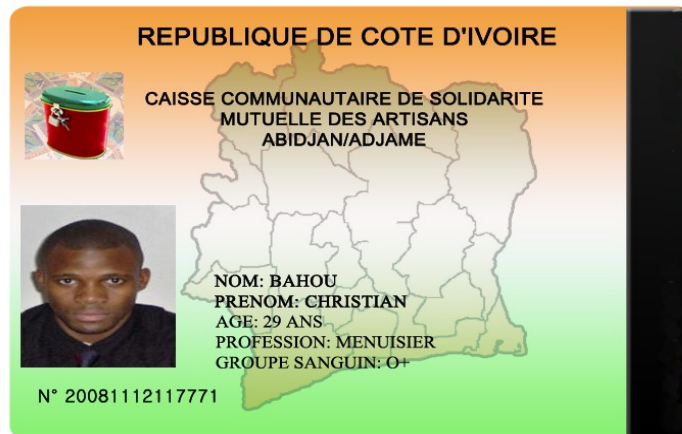 REPUBLIQUE DE COTE D'IVOIRE
CAISSE COMMUNAUTAIRE DE SOLIDARITE
MUTUELLE DES ARTISANS
ABIDJAN/ADJAME
NOM: BAHOU
PRENOM: CHRISTIAN
AGE: 29 ANS
PROFESSION: MENUISIER
GROUPE SANGUIN: O+
N° 20081112117771